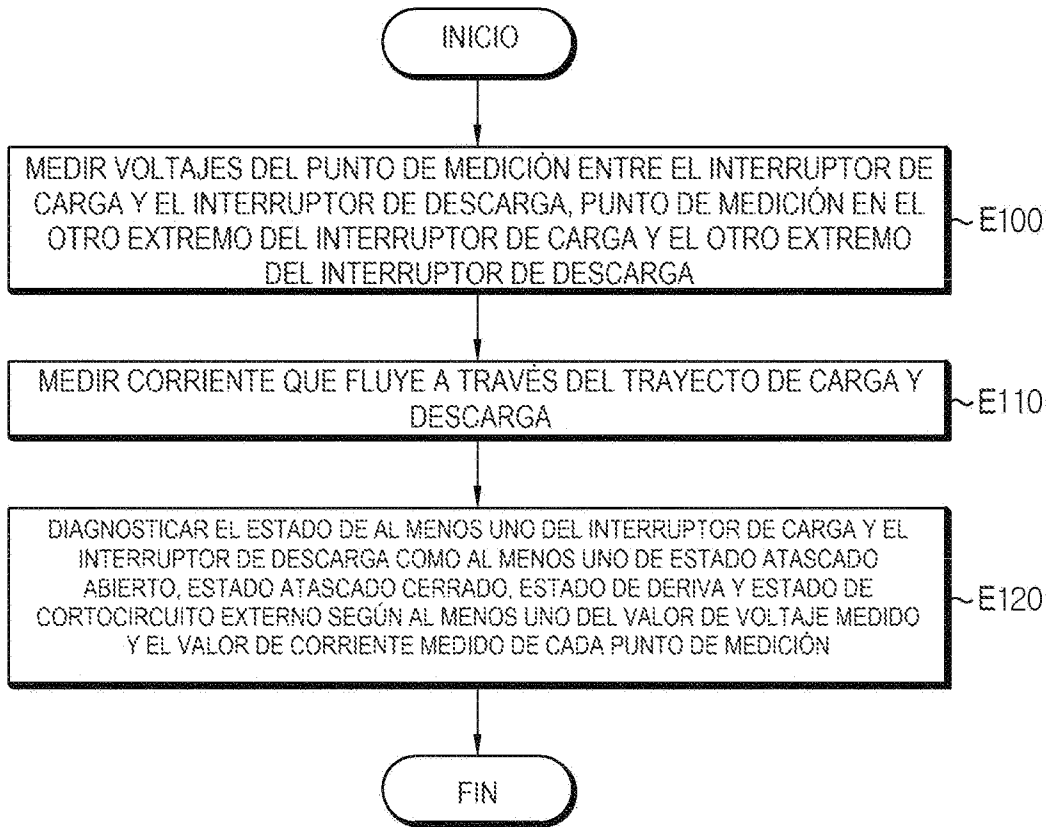 INICIO
MEDIR VOLTAJES DEL PUNTO DE MEDICIÓN ENTRE EL INTERRUPTOR DE
CARGA Y EL INTERRUPTOR DE DESCARGA, PUNTO DE MEDICIÓN EN EL
OTRO EXTREMO DEL INTERRUPTOR DE CARGA Y EL OTRO EXTREMO
DEL INTERRUPTOR DE DESCARGA
E100
MEDIR CORRIENTE QUE FLUYE A TRAVÉS DEL TRAYECTO DE CARGA Y
DESCARGA
E110
DIAGNOSTICAR EL ESTADO DE AL MENOS UNO DEL INTERRUPTOR DE CARGA Y EL
INTERRUPTOR DE DESCARGA COMO AL MENOS UNO DE ESTADO ATASCADO
ABIERTO, ESTADO ATASCADO CERRADO, ESTADO DE DERIVA Y ESTADO DE
CORTOCIRCUITO EXTERNO SEGÚN AL MENOS UNO DEL VALOR DE VOLTAJE MEDIDO
Y EL VALOR DE CORRIENTE MEDIDO DE CADA PUNTO DE MEDICIÓN
E120
FIN